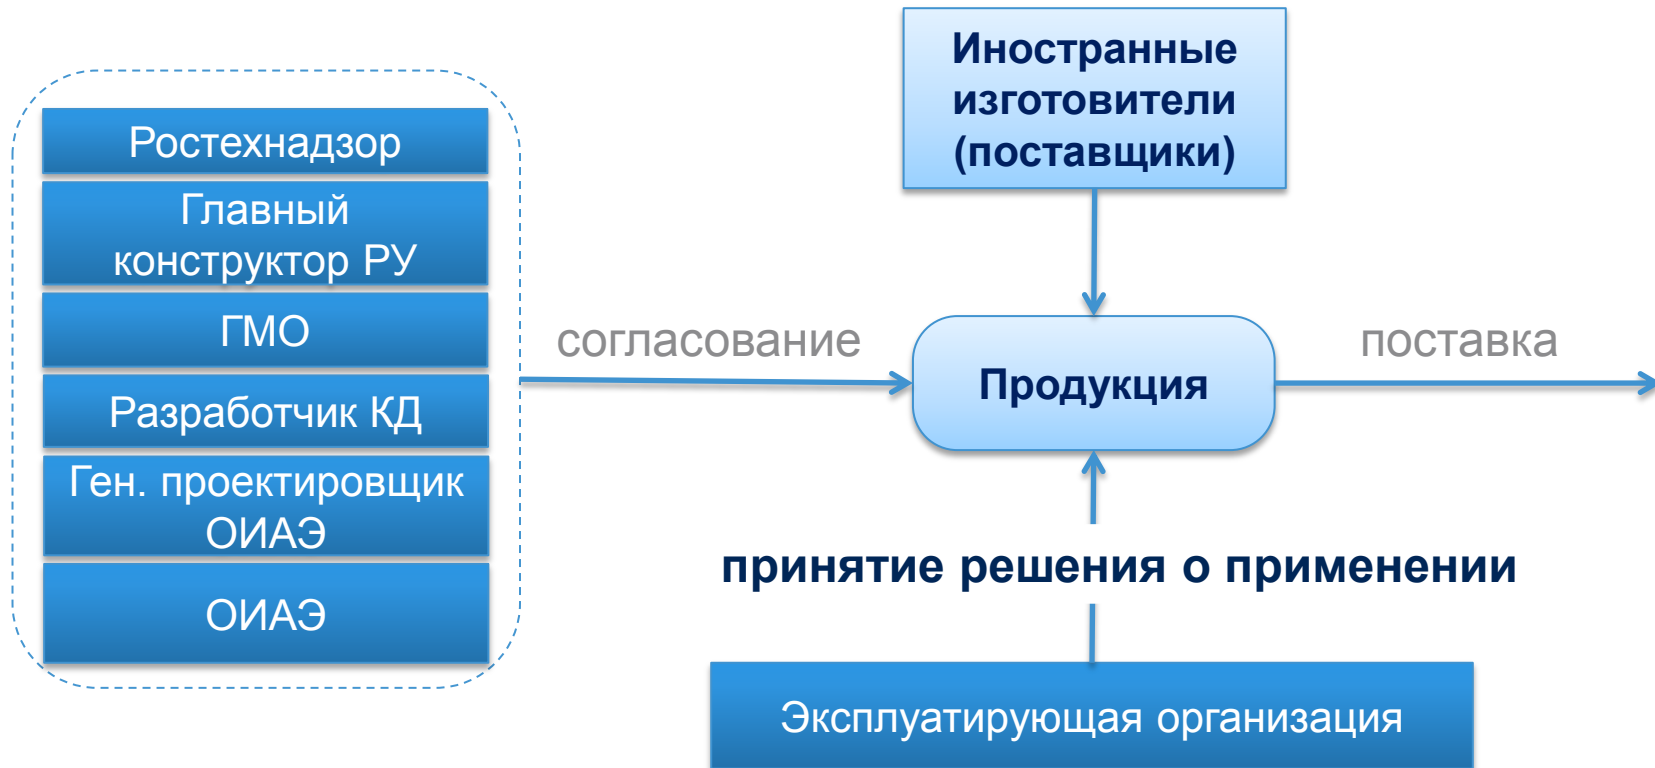 Ростехнадзор
Главный
конструктор РУ
ГМО
Разработчик КД
Ген. проектировщик
ОИАЭ
ОИАЭ
согласование
Иностранные
изготовители
(поставщики)
Продукция
поставка
принятие решения о применении
Эксплуатирующая организация